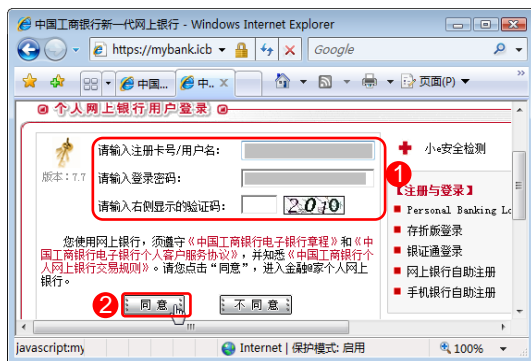 中国工商银行新一代网上银行 - Windows Internet Explorer
https://mybank.icb
Google
中国...
中..
页面(P)
个人网上银行用户登录
版本：7.7
请输入注册卡号/用户名：
请输入登录密码：
请输入右侧显示的验证码：
2010
1
您使用网上银行，须遵守《中国工商银行电子银行章程》和《中
国工商银行电子银行个人客户服务协议》，并知悉《中国工商银行个
人网上银行交易规则》。请您点击“同意”，进入金融@家个人网上
银行。
2
同 意
不 同 意
小e安全检测
【注册与登录】
Personal Banking Lo
存折版登录
银证通登录
网上银行自助注册
手机银行自助注册
javascript:my
Internet | 保护模式: 启用
100%